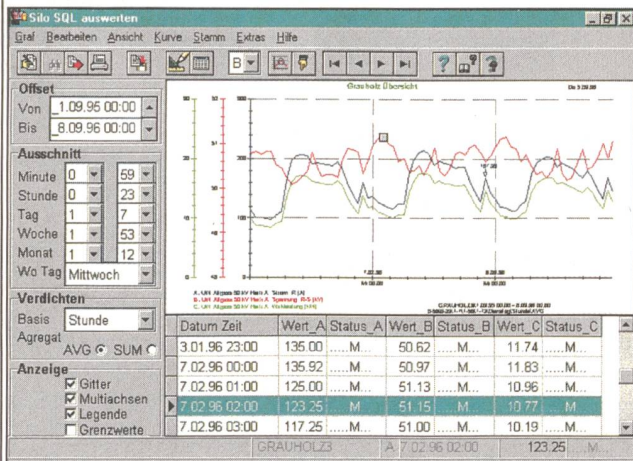 Silo SQL auswerten
Graf Bearbeiten Ansicht Kurve Stamm Extras Hilfe
B
Offset
Von _1.09.96 00:00
Bis _8.09.96 00:00
Ausschnitt
Minute 0 59
Stunde 0 23
Tag 1 7
Woche 1 53
Monat 1 12
Wo Tag Mittwoch
Verdichten
Basis Stunde
Agregat
AVG SUM
Anzeige
Gitter
Multiachsen
Legende
Grenzwerte
Grauholz Übersicht
Datum Zeit Wert_A Status_A Wert_B Status_B Wert_C Status_C
3.01.96 23:00 135.00 .....M... 50.62 ....M... 11.74 ....M...
7.02.96 00:00 135.92 .....M... 50.97 ....M... 11.83 ....M...
7.02.96 01:00 125.00 .....M... 51.13 ....M... 10.96 ....M...
7.02.96 02:00 123.25 .....M... 51.15 ....M... 10.77 ....M...
7.02.96 03:00 117.25 .....M... 51.00 ....M... 10.19 ....M...
GRAUHOLZ3 A 7.02.96 02:00 123.25 ....M...